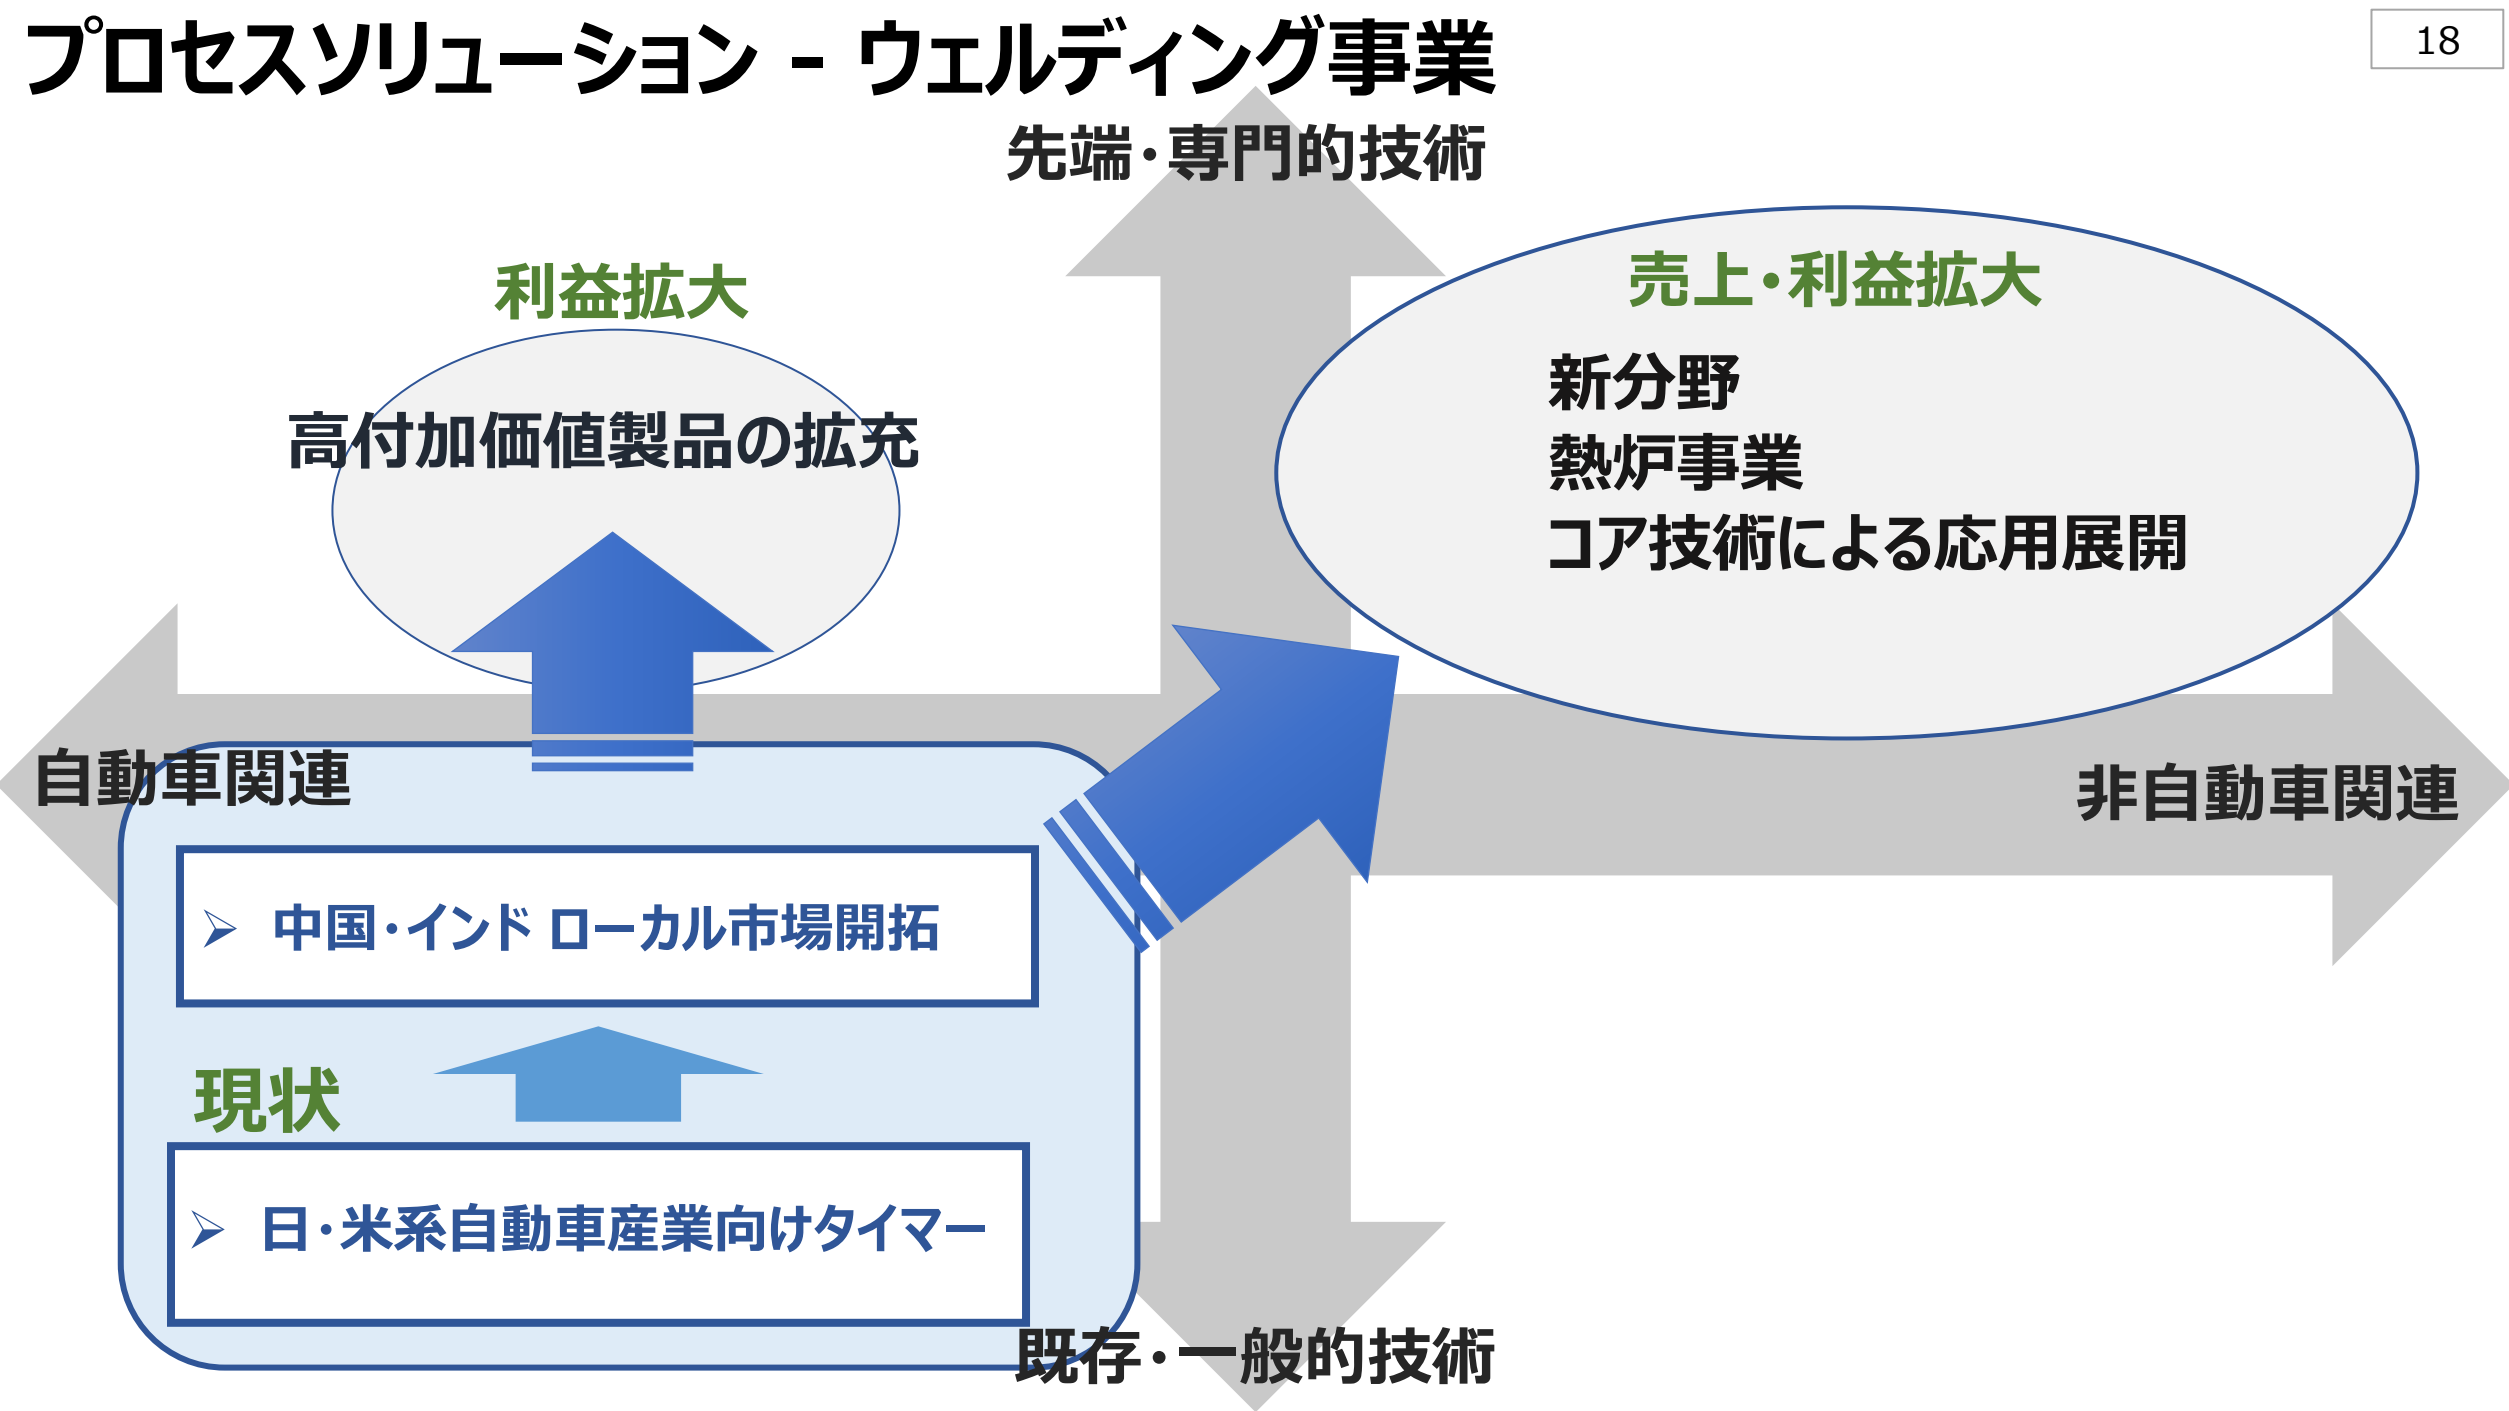 プロセスソリューション - ウェルディング事業
18
先端・専門的技術
利益拡大
高付加価値製品の拡充
売上・利益拡大
新分野
熱炉事業
コア技術による応用展開
自動車関連
非自動車関連
中国・インド ローカル市場開拓
現状
日・米系自動車産業向けタイマー
既存・一般的技術